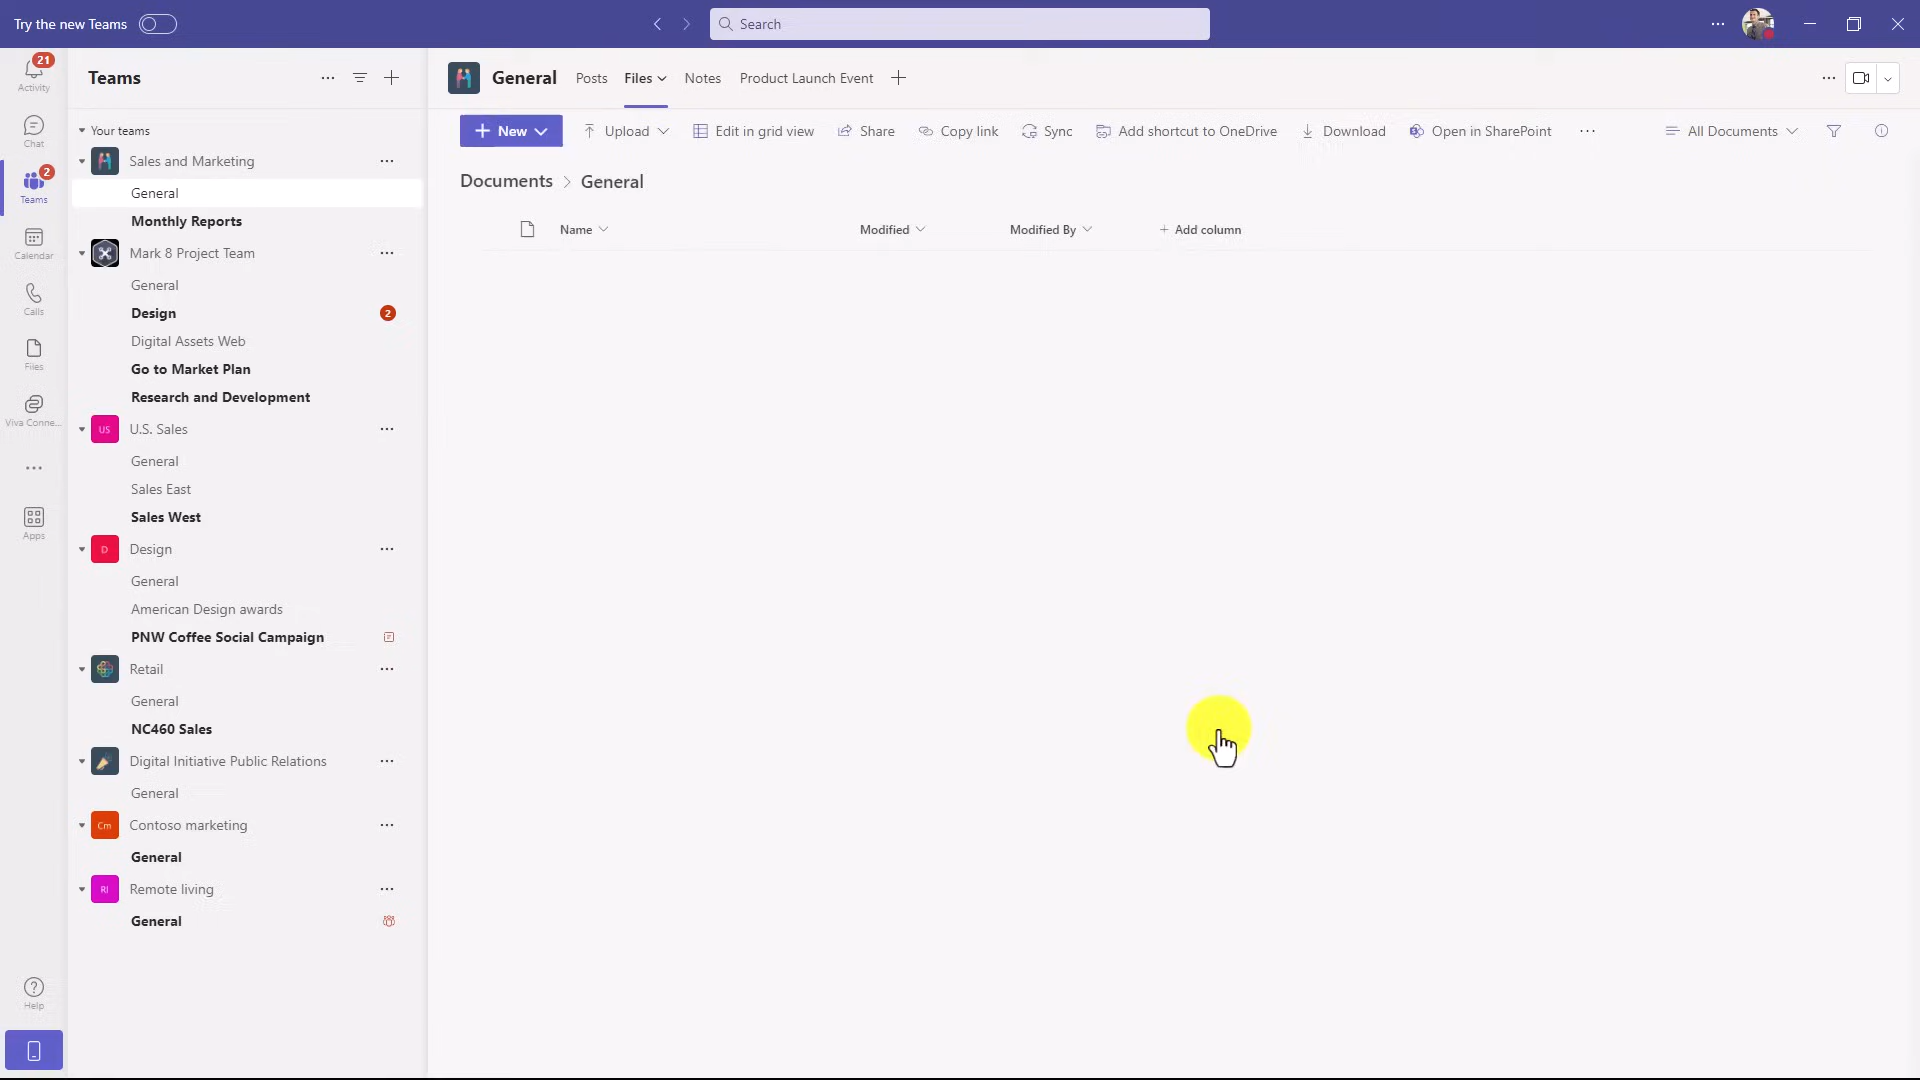 Try the new Teams
Search
21
Activity
Chat
2
Teams
Calendar
Calls
Files
Viva Conne...
Apps
Help
Teams
Your teams
Sales and Marketing
General
Monthly Reports
Mark 8 Project Team
General
Design 2
Digital Assets Web
Go to Market Plan
Research and Development
US U.S. Sales
General
Sales East
Sales West
D Design
General
American Design awards
PNW Coffee Social Campaign
Retail
General
NC460 Sales
Digital Initiative Public Relations
General
Cm Contoso marketing
General
Rl Remote living
General
General Posts Files Notes Product Launch Event
New Upload Edit in grid view Share Copy link Sync Add shortcut to OneDrive Download Open in SharePoint All Documents
Documents > General
Name Modified Modified By + Add column